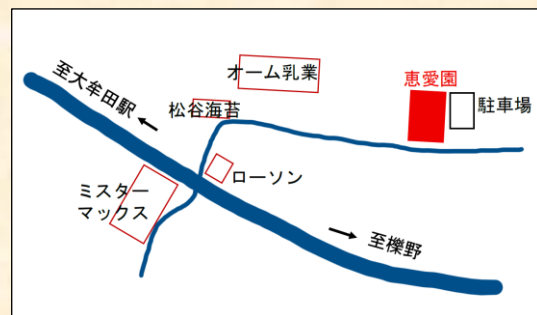 オーム乳業
恵愛園
駐車場
至大牟田駅
松谷海苔
ローソン
ミスター
マックス
至櫟野